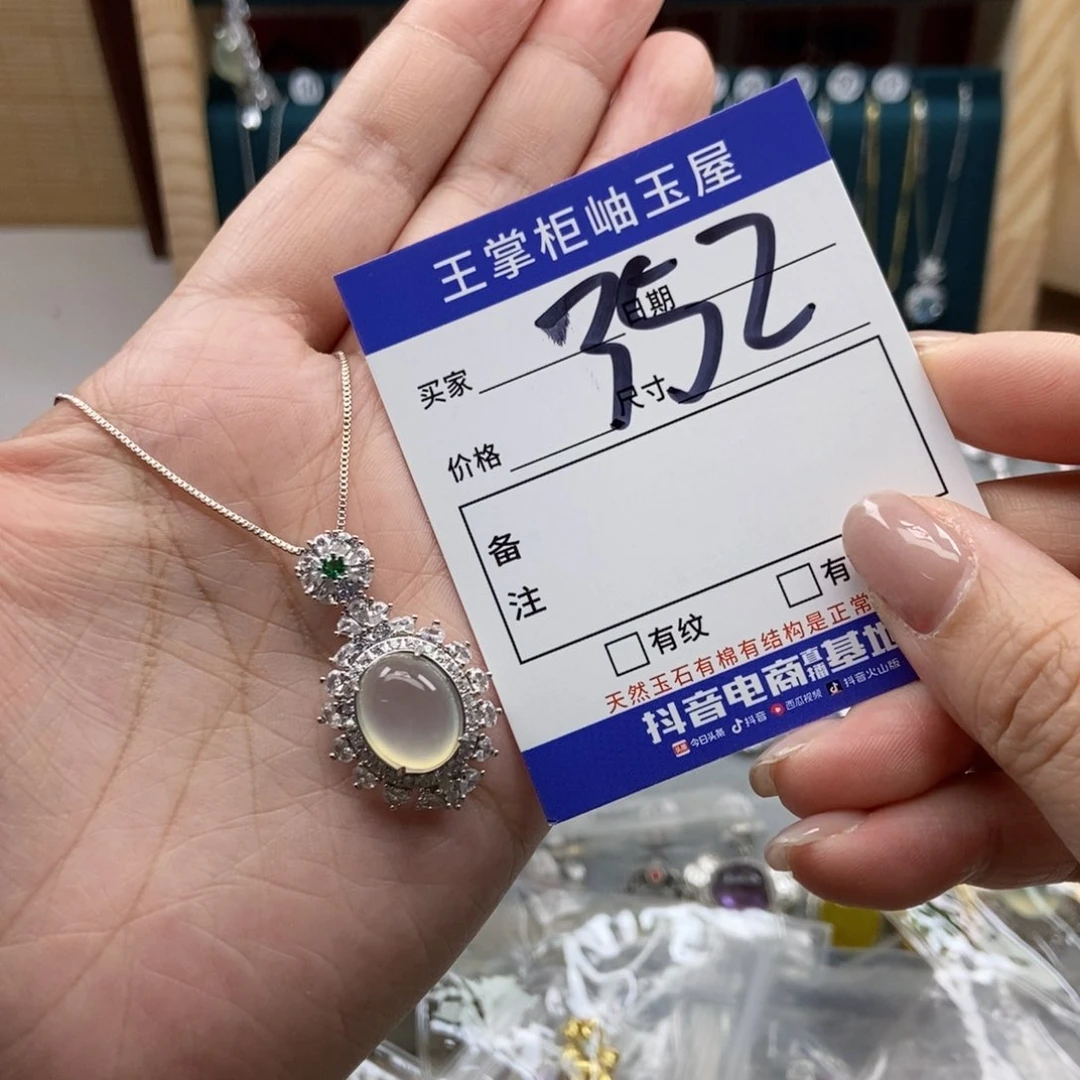 王掌柜岫玉屋
352
买家 日期
价格 尺寸
备
注
有纹 有
天然玉石有棉有结构是正常
抖音电商直播基地
今日头条 抖音 西瓜视频 抖音火山版